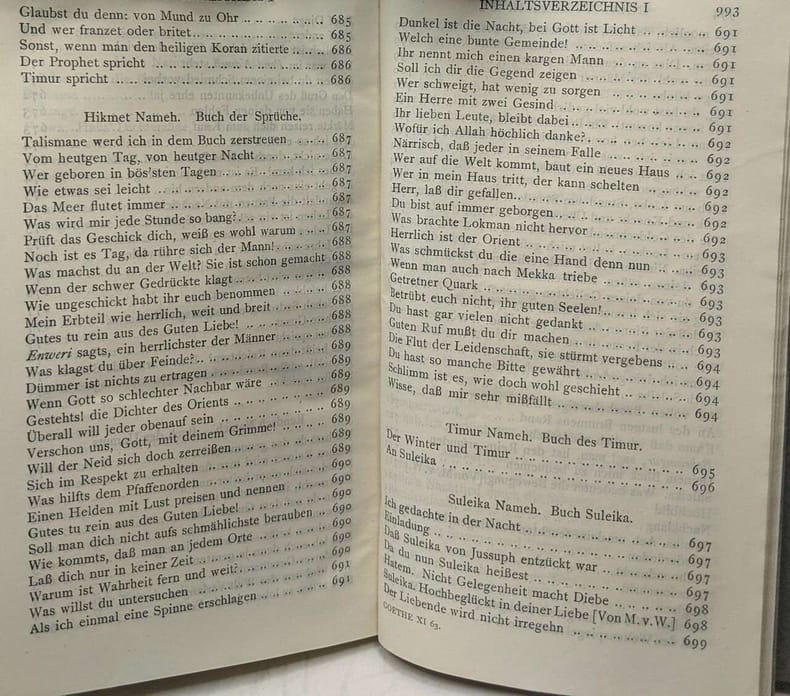 Glaubst du denn: von Mund zu Ohr .. .. .. .. 685
Und wer franzet oder britet .. .. .. .. .. .. 685
Sonst, wenn man den heiligen Koran zitierte .. .. .. 686
Der Prophet spricht .. .. .. .. .. .. .. .. 686
Timur spricht .. .. .. .. .. .. .. .. .. 686
Hikmet Nameh. Buch der Sprüche.
Talismane werd ich in dem Buch zerstreuen .. .. .. 687
Vom heutgen Tag, von heutger Nacht .. .. .. .. 687
Wer geboren in bös'sten Tagen .. .. .. .. .. 687
Wie etwas sei leicht .. .. .. .. .. .. .. .. 687
Das Meer flutet immer .. .. .. .. .. .. .. 687
Was wird mir jede Stunde so bang? .. .. .. .. .. 687
Prüft das Geschick dich, weiß es wohl warum .. .. 687
Noch ist es Tag, da rühre sich der Mann! .. .. .. 688
Was machst du an der Welt? Sie ist schon gemacht 688
Wenn der schwer Gedrückte klagt .. .. .. .. .. 688
Wie ungeschickt habt ihr euch benommen .. .. .. 688
Mein Erbteil wie herrlich, weit und breit .. .. .. 688
Gutes tu rein aus des Guten Liebe! .. .. .. .. 688
Enweri sagts, ein herrlichster der Männer .. .. .. 688
Was klagst du über Feinde? .. .. .. .. .. .. 689
Dümmer ist nichts zu ertragen .. .. .. .. .. 689
Wenn Gott so schlechter Nachbar wäre .. .. .. .. 689
Gestehts! die Dichter des Orients .. .. .. .. .. 689
Überall will jeder obenauf sein .. .. .. .. .. 689
Verschon uns, Gott, mit deinem Grimme! .. .. .. 689
Will der Neid sich doch zerreißen .. .. .. .. .. 689
Sich im Respekt zu erhalten .. .. .. .. .. .. 689
Was hilfts dem Pfaffenorden .. .. .. .. .. .. 690
Einen Helden mit Lust preisen und nennen .. .. .. 690
Gutes tu rein aus des Guten Liebe! .. .. .. .. 690
Soll man dich nicht aufs schmählichste berauben .. 690
Wie kommts, daß man an jedem Orte .. .. .. .. 690
Laß dich nur in keiner Zeit .. .. .. .. .. .. 690
Warum ist Wahrheit fern und weit? .. .. .. .. .. 690
Was willst du untersuchen .. .. .. .. .. .. 691
Als ich einmal eine Spinne erschlagen .. .. .. .. 691
INHALTSVERZEICHNIS I 993
Dunkel ist die Nacht, bei Gott ist Licht .. .. .. .. 691
Welch eine bunte Gemeinde! .. .. .. .. .. .. 691
Ihr nennt mich einen kargen Mann .. .. .. .. .. 691
Soll ich dir die Gegend zeigen .. .. .. .. .. 691
Wer schweigt, hat wenig zu sorgen .. .. .. .. .. 691
Ein Herre mit zwei Gesind .. .. .. .. .. .. 691
Ihr lieben Leute, bleibt dabei .. .. .. .. .. .. 691
Wofür ich Allah höchlich danke? .. .. .. .. .. 692
Närrisch, daß jeder in seinem Falle .. .. .. .. .. 692
Wer auf die Welt kommt, baut ein neues Haus .. .. 692
Wer in mein Haus tritt, der kann schelten .. .. .. 692
Herr, laß dir gefallen .. .. .. .. .. .. .. .. 692
Du bist auf immer geborgen .. .. .. .. .. .. 692
Was brachte Lokman nicht hervor .. .. .. .. .. 692
Herrlich ist der Orient .. .. .. .. .. .. .. 693
Was schmückst du die eine Hand denn nun .. .. .. 693
Wenn man auch nach Mekka triebe .. .. .. .. .. 693
Getretner Quark .. .. .. .. .. .. .. .. .. 693
Betrübt euch nicht, ihr guten Seelen! .. .. .. .. .. 693
Du hast gar vielen nicht gedankt .. .. .. .. .. 693
Guten Ruf mußt du dir machen .. .. .. .. .. 693
Die Flut der Leidenschaft, sie stürmt vergebens .. .. 694
Du hast so manche Bitte gewährt .. .. .. .. .. 694
Schlimm ist es, wie doch wohl geschieht .. .. .. .. 694
Wisse, daß mir sehr mißfällt .. .. .. .. .. .. 694
Timur Nameh. Buch des Timur.
Der Winter und Timur .. .. .. .. .. .. .. .. 695
An Suleika .. .. .. .. .. .. .. .. .. .. 696
Suleika Nameh. Buch Suleika.
Ich gedachte in der Nacht .. .. .. .. .. .. .. 697
Einladung .. .. .. .. .. .. .. .. .. .. 697
Daß Suleika von Jussuph entzückt war .. .. .. .. 697
Da du nun Suleika heißest .. .. .. .. .. .. 697
Hatem. Nicht Gelegenheit macht Diebe .. .. .. .. 698
Suleika. Hochbeglückt in deiner Liebe [Von M. v. W.] 698
Der Liebende wird nicht irregehn .. .. .. .. .. 699
GOETHE XI 63.